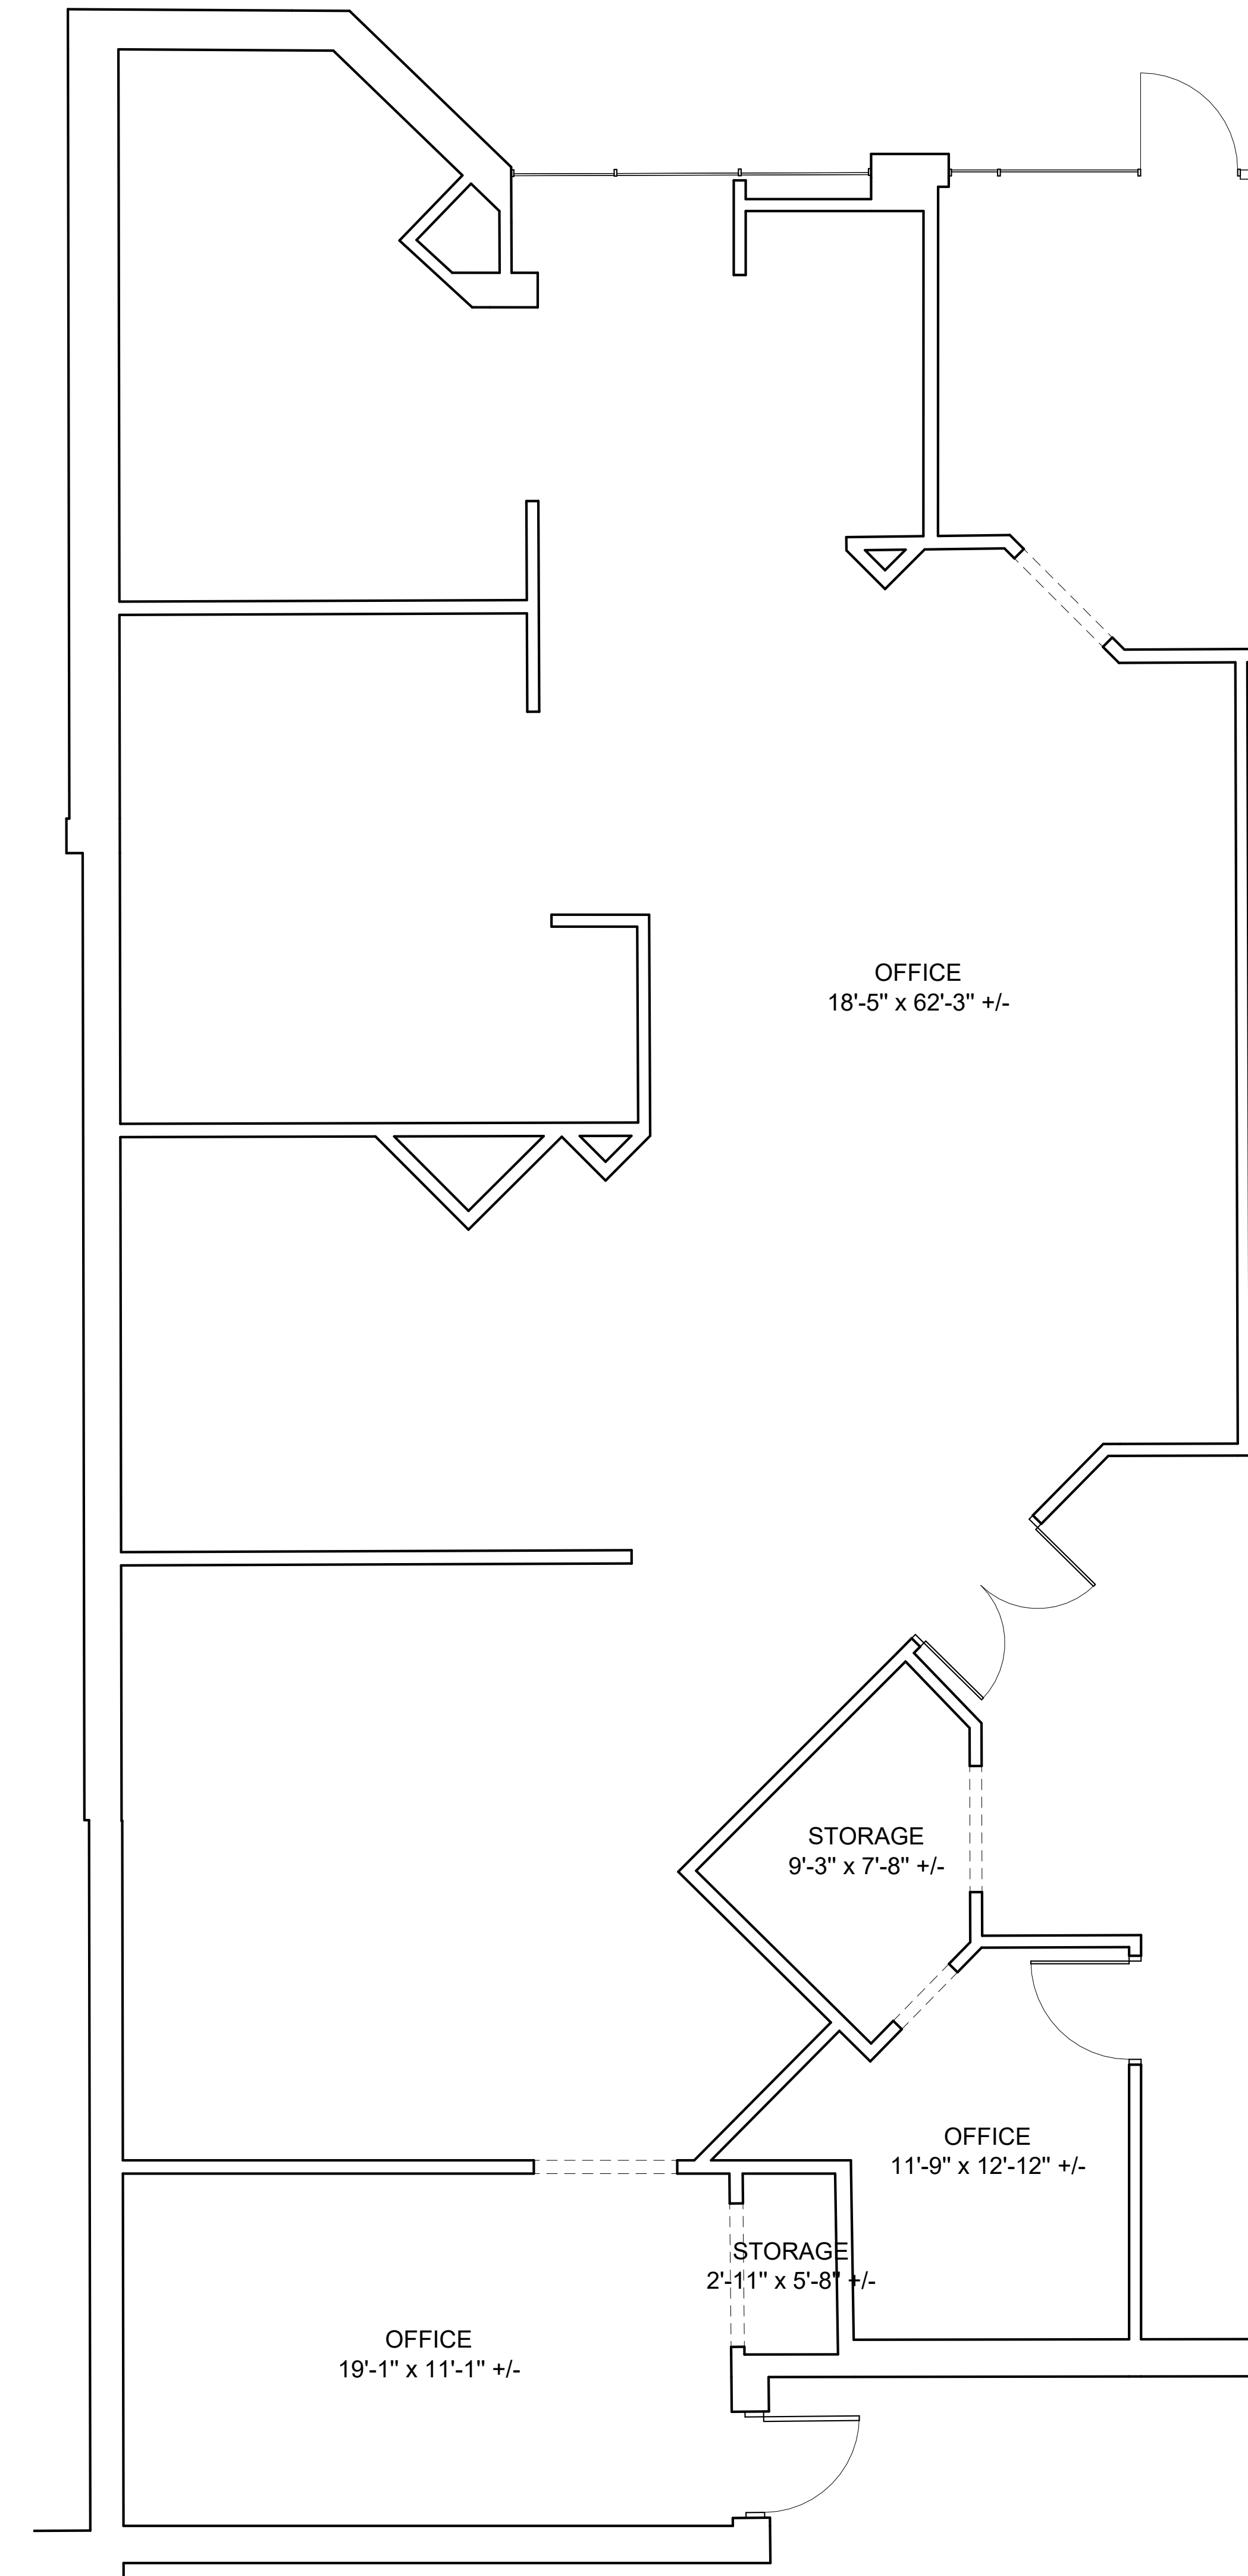 OFFICE
18'-5" x 62'-3" +/-
STORAGE
9'-3" x 7'-8" +/-
OFFICE
11'-9" x 12'-12" +/-
STORAGE
2'-11" x 5'-8" +/-
OFFICE
19'-1" x 11'-1" +/-